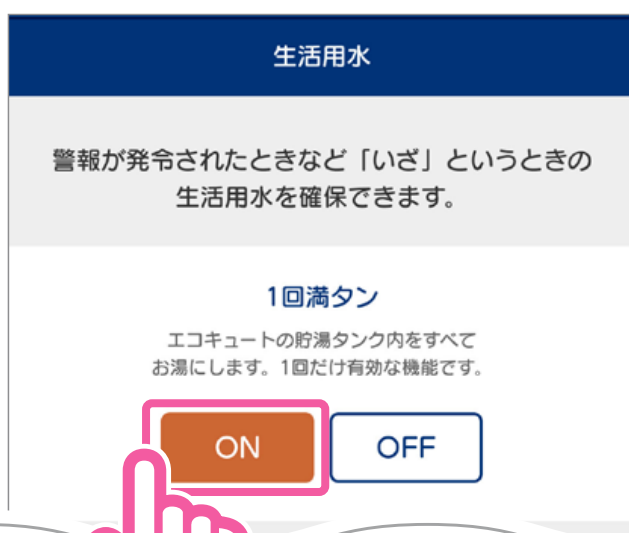 生活用水
警報が発令されたときなど「いざ」というときの
生活用水を確保できます。
1回満タン
エコキュートの貯湯タンク内をすべて
お湯にします。1回だけ有効な機能です。
ON OFF